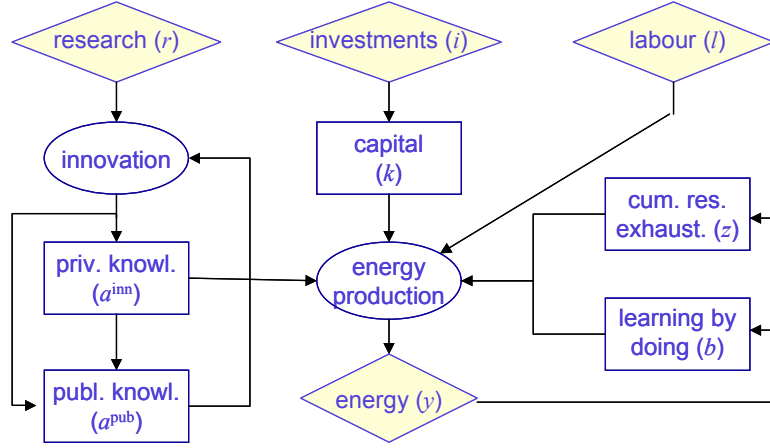 research (r)
investments (i)
labour (l)
innovation
capital
(k)
cum. res.
exhaust. (z)
priv. knowl.
(a^inn)
energy
production
learning by
doing (b)
publ. knowl.
(a^pub)
energy (y)